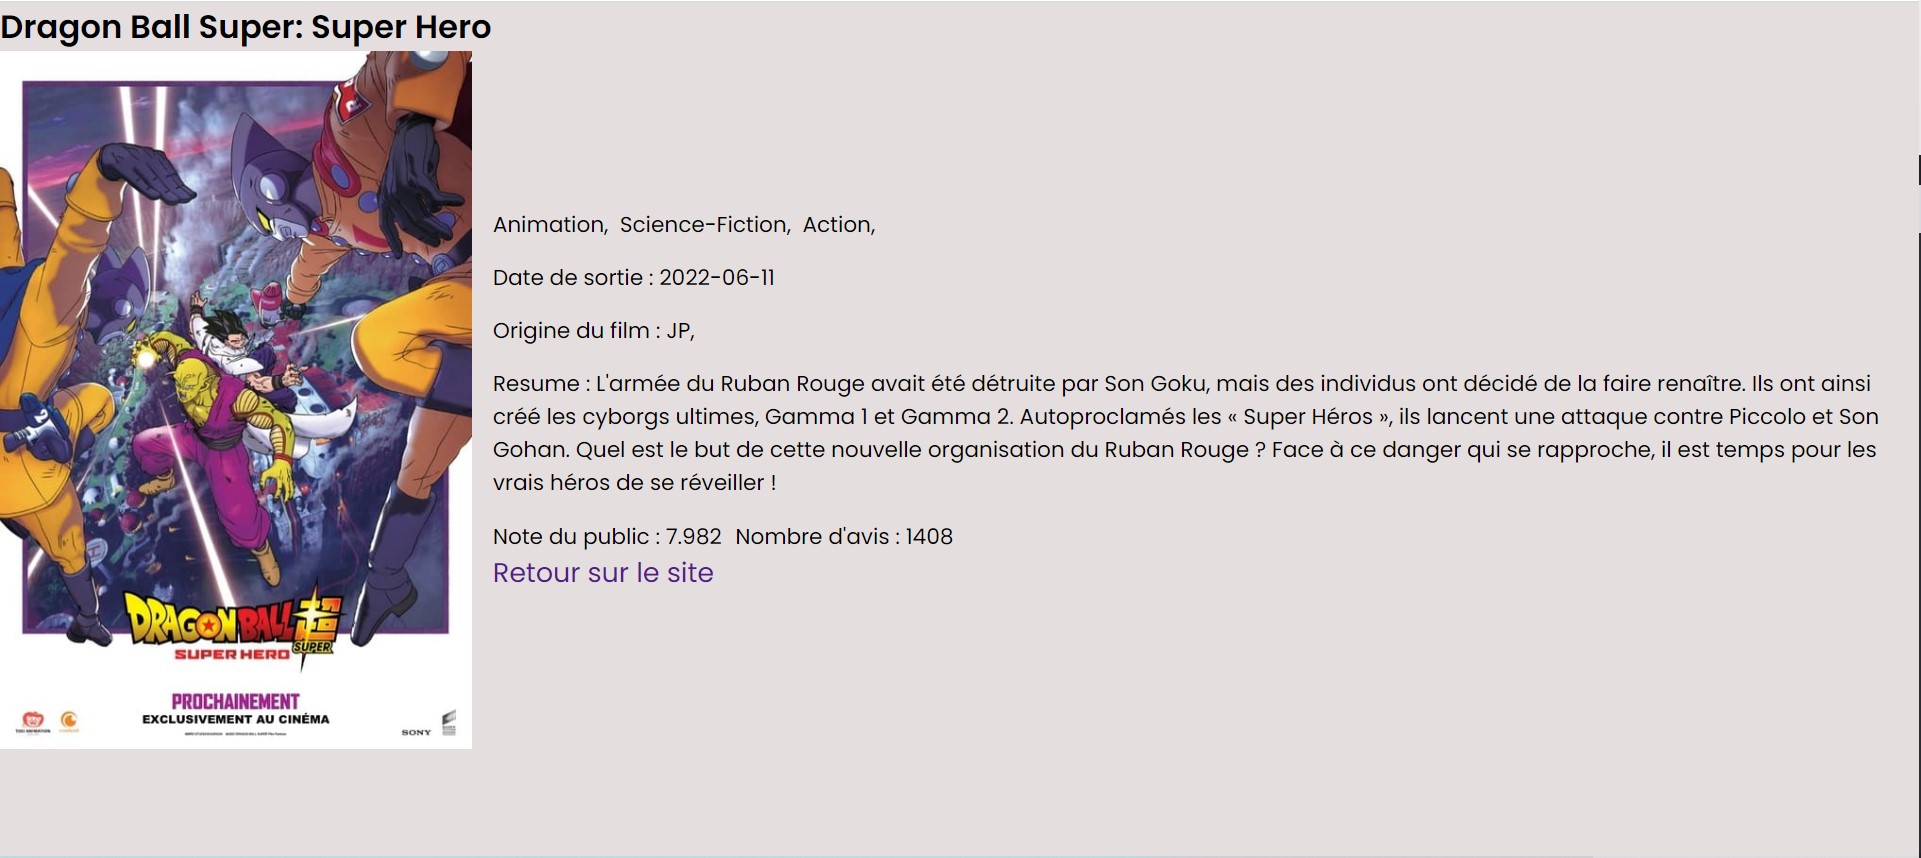 Dragon Ball Super: Super Hero
Animation, Science-Fiction, Action,
Date de sortie : 2022-06-11
Origine du film : JP,
Resume : L'armée du Ruban Rouge avait été détruite par Son Goku, mais des individus ont décidé de la faire renaître. Ils ont ainsi
créé les cyborgs ultimes, Gamma 1 et Gamma 2. Autoproclamés les « Super Héros », ils lancent une attaque contre Piccolo et Son
Gohan. Quel est le but de cette nouvelle organisation du Ruban Rouge ? Face à ce danger qui se rapproche, il est temps pour les
vrais héros de se réveiller !
Note du public : 7.982 Nombre d'avis : 1408
Retour sur le site
DRAGON BALL 超
SUPER
SUPER HERO
PROCHAINEMENT
EXCLUSIVEMENT AU CINÉMA
TOEI ANIMATION
SONY